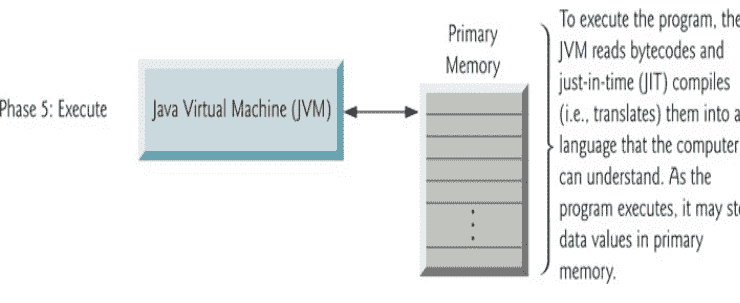 Phase 5: Execute
Java Virtual Machine (JVM)
Primary
Memory
To execute the program, the
JVM reads bytecodes and
just-in-time (JIT) compiles
(i.e., translates) them into a
language that the computer
can understand. As the
program executes, it may sto
data values in primary
memory.